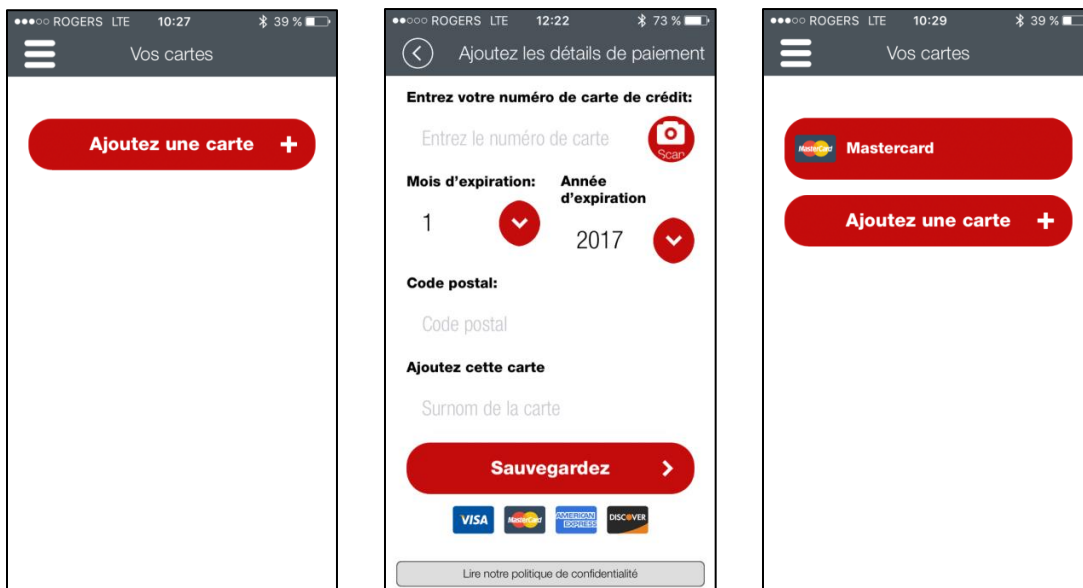 ●●●○○ ROGERS LTE 10:27 39 %
Vos cartes
Ajoutez une carte +
●●○○○ ROGERS LTE 12:22 73 %
Ajoutez les détails de paiement
Entrez votre numéro de carte de crédit:
Entrez le numéro de carte
Scan
Mois d'expiration:
1
Année
d'expiration
2017
Code postal:
Code postal
Ajoutez cette carte
Surnom de la carte
Sauvegardez
VISA MasterCard AMERICAN EXPRESS DISCOVER
Lire notre politique de confidentialité
●●●○○ ROGERS LTE 10:29 39 %
Vos cartes
MasterCard Mastercard
Ajoutez une carte +